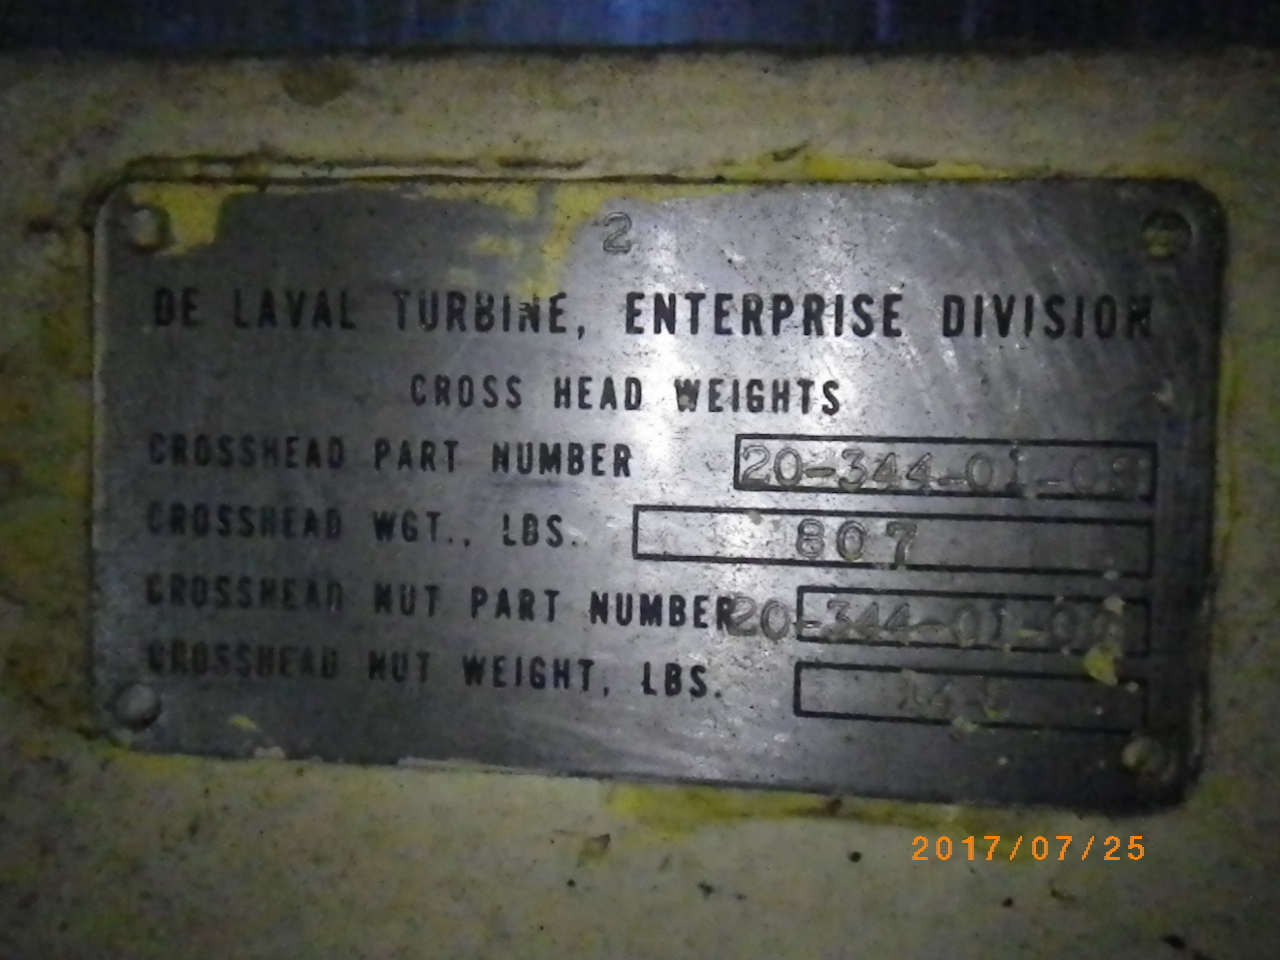 2
DE LAVAL TURBINE, ENTERPRISE DIVISION
CROSS HEAD WEIGHTS
CROSSHEAD PART NUMBER
CROSSHEAD WGT., LBS. 807
CROSSHEAD NUT PART NUMBER
CROSSHEAD NUT WEIGHT, LBS.
2017/07/25